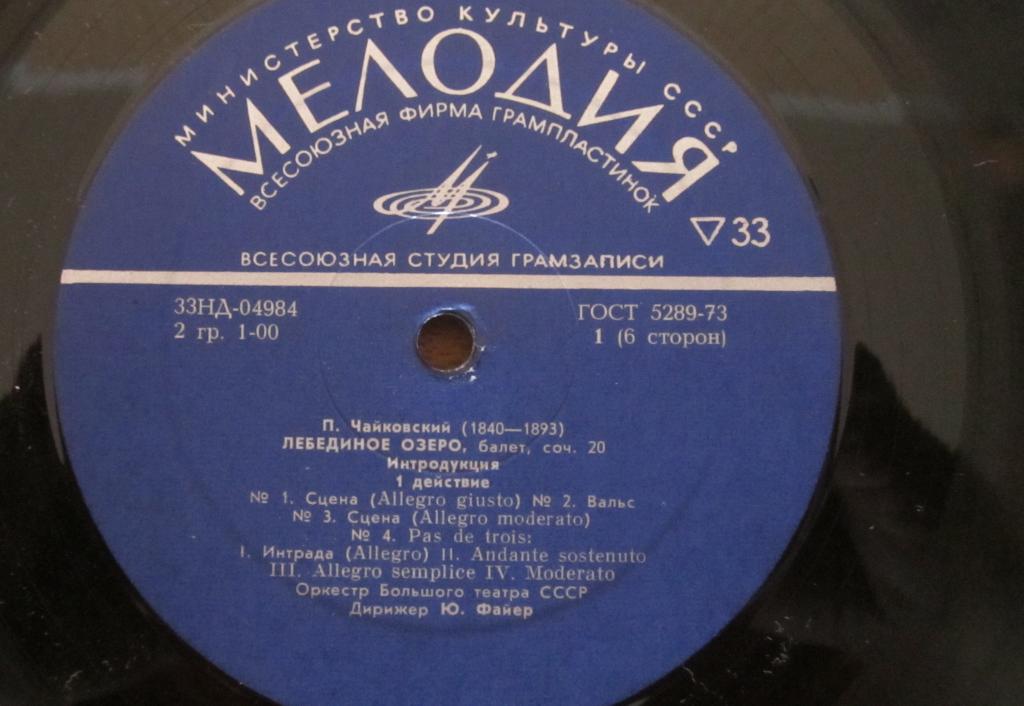 МИНИСТЕРСТВО КУЛЬТУРЫ СССР
МЕЛОДИЯ
ВСЕСОЮЗНАЯ ФИРМА ГРАМПЛАСТИНОК
▽33
ВСЕСОЮЗНАЯ СТУДИЯ ГРАМЗАПИСИ
33НД-04984
ГОСТ 5289-73
2 гр. 1-00
1 (6 сторон)
П. Чайковский (1840—1893)
ЛЕБЕДИНОЕ ОЗЕРО, балет, соч. 20
Интродукция
1 действие
№ 1. Сцена (Allegro giusto) № 2. Вальс
№ 3. Сцена (Allegro moderato)
№ 4. Pas de trois:
I. Интрада (Allegro) II. Andante sostenuto
III. Allegro semplice IV. Moderato
Оркестр Большого театра СССР
Дирижер Ю. Файер